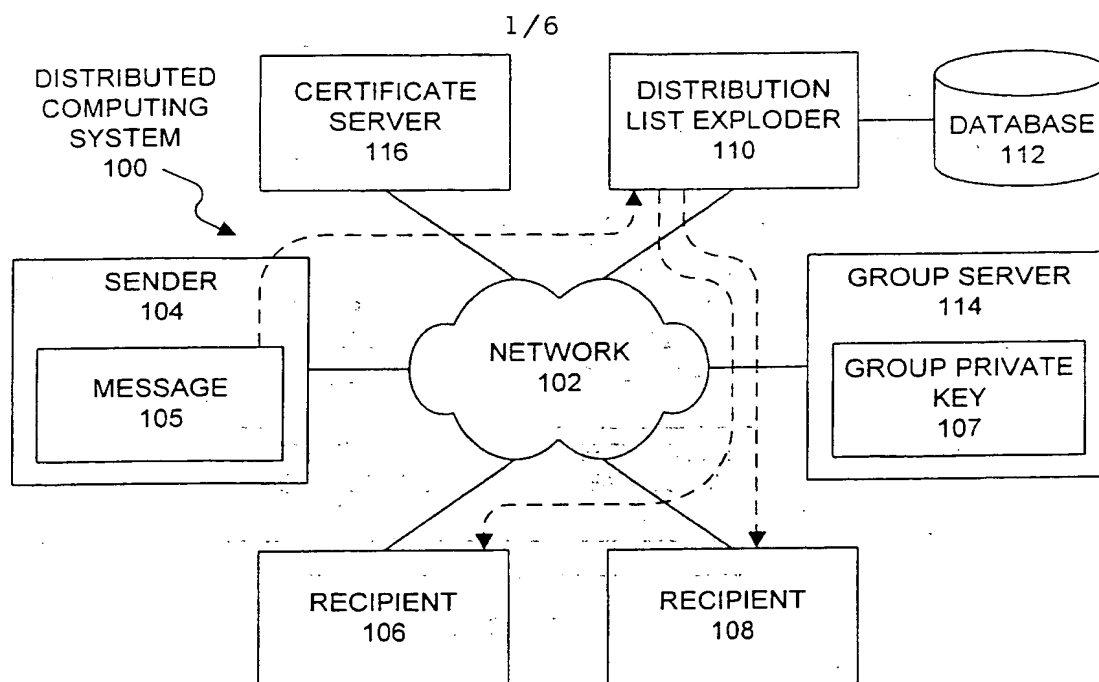 1/6
DISTRIBUTED
COMPUTING
SYSTEM
100
CERTIFICATE
SERVER
116
DISTRIBUTION
LIST EXPLODER
110
DATABASE
112
SENDER
104
MESSAGE
105
NETWORK
102
GROUP SERVER
114
GROUP PRIVATE
KEY
107
RECIPIENT
106
RECIPIENT
108